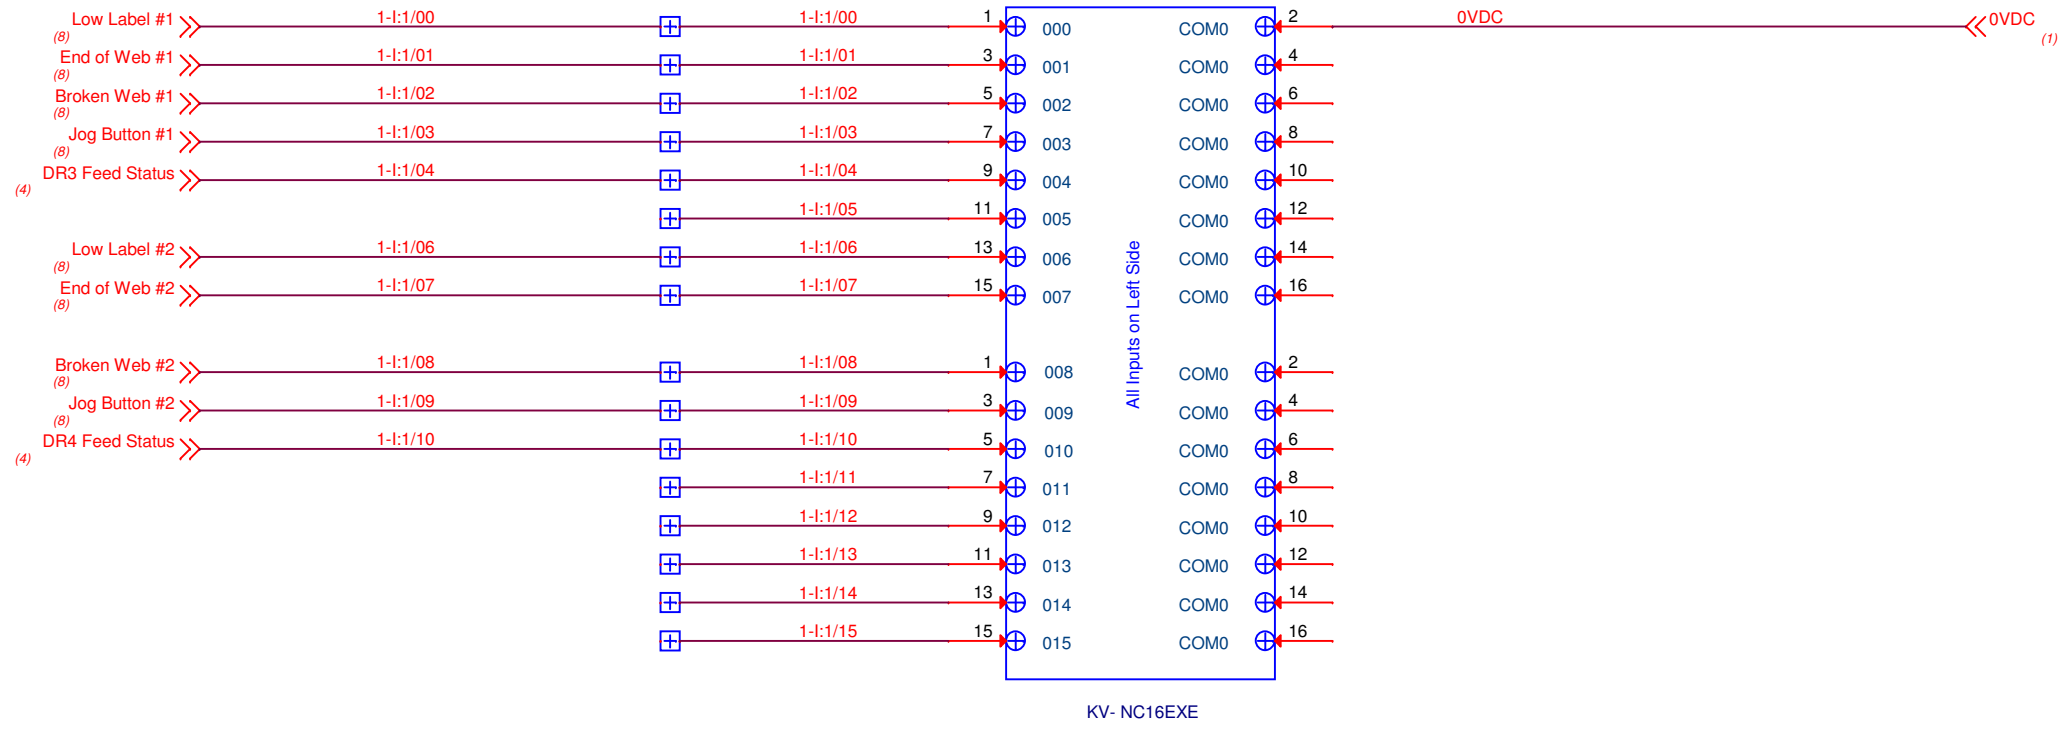 Low Label #1 (8) 1-I:1/00 1-I:1/00 1 000 COM0 2 0VDC 0VDC (1)
End of Web #1 (8) 1-I:1/01 1-I:1/01 3 001 COM0 4
Broken Web #1 (8) 1-I:1/02 1-I:1/02 5 002 COM0 6
Jog Button #1 (8) 1-I:1/03 1-I:1/03 7 003 COM0 8
DR3 Feed Status (4) 1-I:1/04 1-I:1/04 9 004 COM0 10
1-I:1/05 11 005 COM0 12
Low Label #2 (8) 1-I:1/06 1-I:1/06 13 006 COM0 14
End of Web #2 (8) 1-I:1/07 1-I:1/07 15 007 COM0 16
All Inputs on Left Side
Broken Web #2 (8) 1-I:1/08 1-I:1/08 1 008 COM0 2
Jog Button #2 (8) 1-I:1/09 1-I:1/09 3 009 COM0 4
DR4 Feed Status (4) 1-I:1/10 1-I:1/10 5 010 COM0 6
1-I:1/11 7 011 COM0 8
1-I:1/12 9 012 COM0 10
1-I:1/13 11 013 COM0 12
1-I:1/14 13 014 COM0 14
1-I:1/15 15 015 COM0 16
KV- NC16EXE